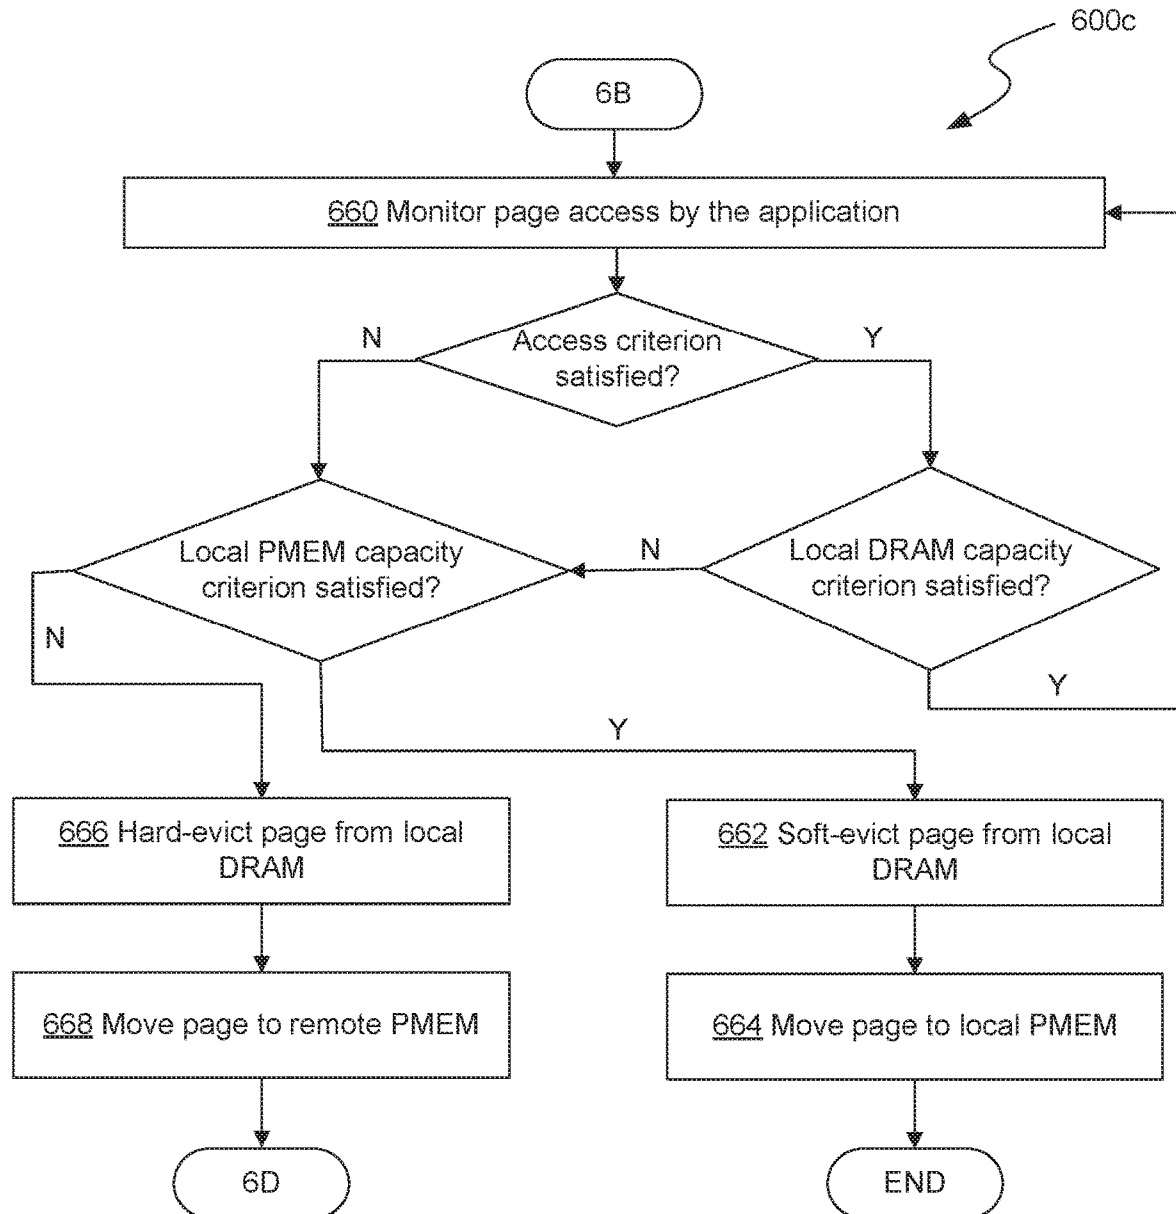 600c
6B
660 Monitor page access by the application
N
Y
Access criterion
satisfied?
Local PMEM capacity
criterion satisfied?
N
Local DRAM capacity
criterion satisfied?
N
Y
Y
666 Hard-evict page from local
DRAM
662 Soft-evict page from local
DRAM
668 Move page to remote PMEM
664 Move page to local PMEM
6D
END